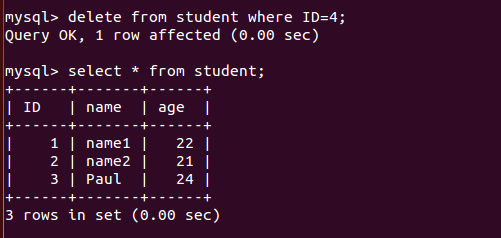 mysql> delete from student where ID=4;
Query OK, 1 row affected (0.00 sec)
mysql> select * from student;
+------+-------+------+
| ID   | name  | age  |
+------+-------+------+
|    1 | name1 |   22 |
|    2 | name2 |   21 |
|    3 | Paul  |   24 |
+------+-------+------+
3 rows in set (0.00 sec)